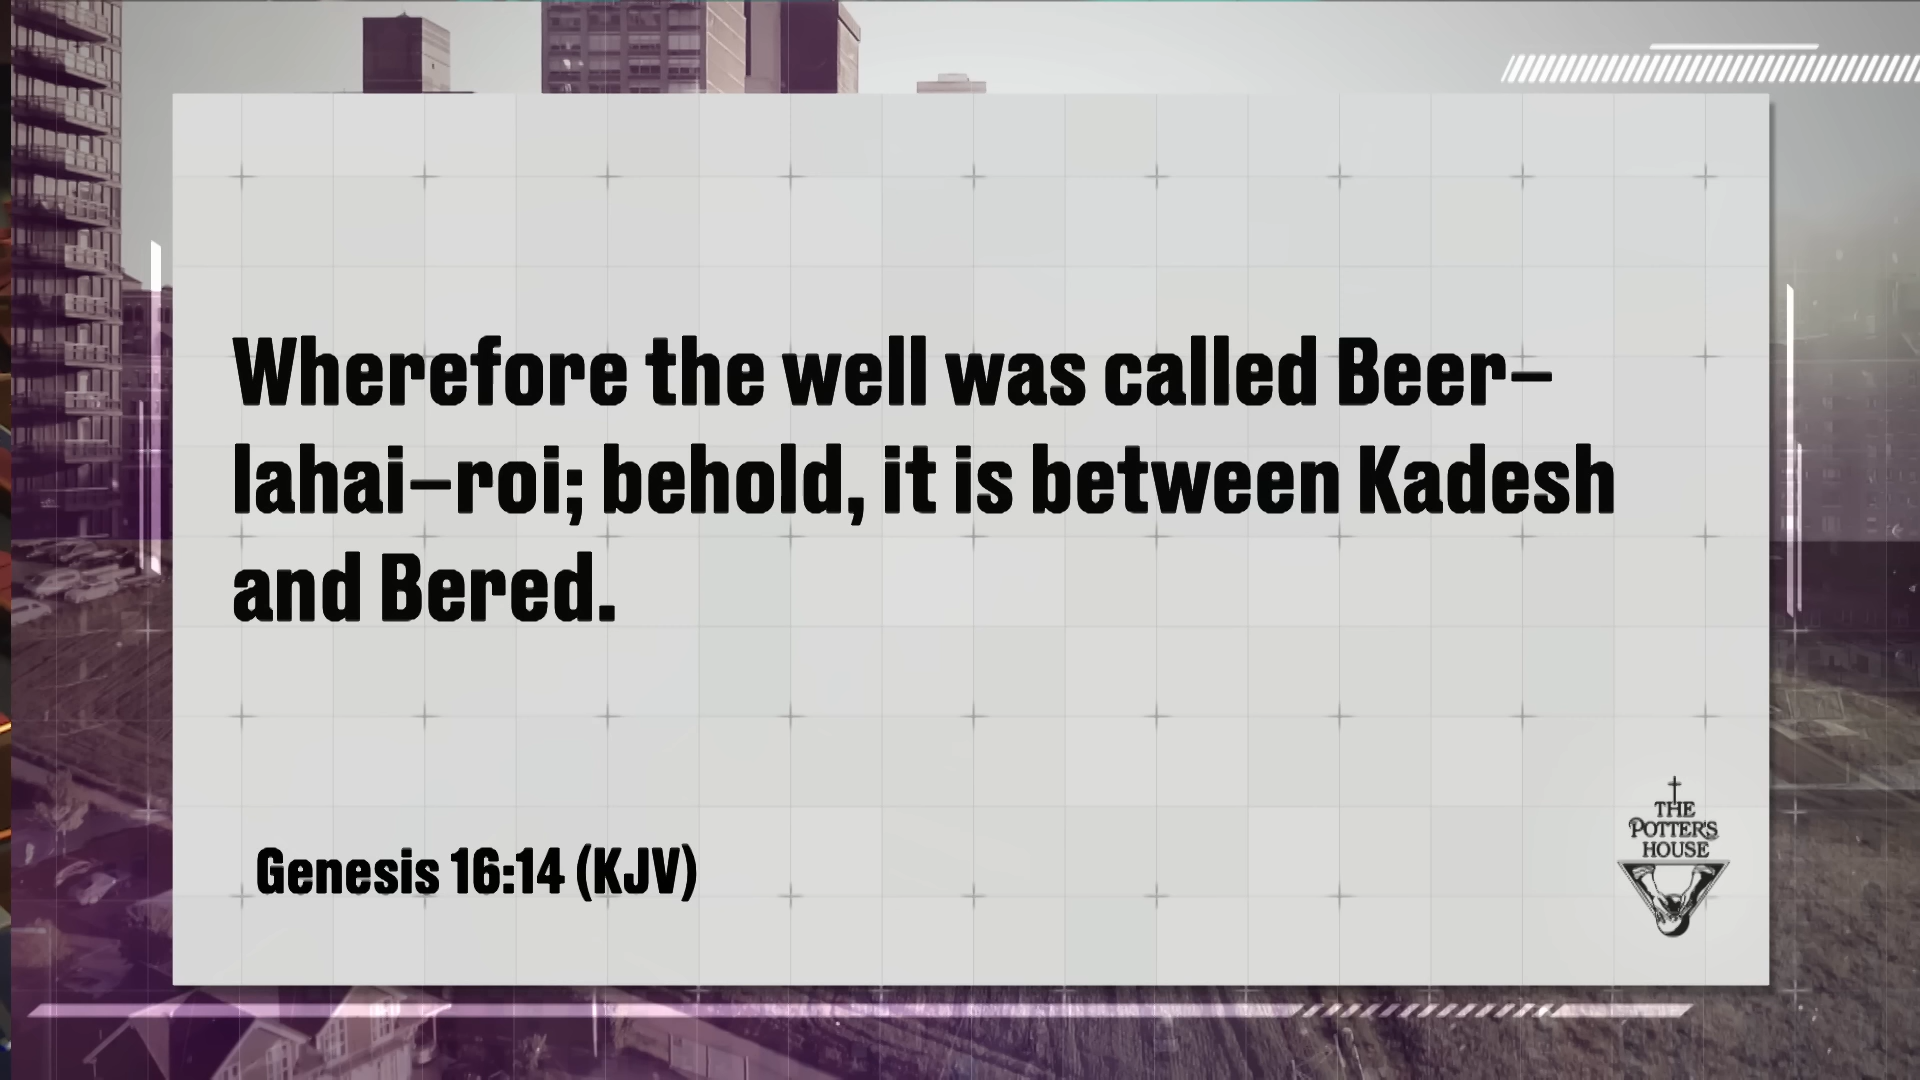 Wherefore the well was called Beer–
lahai–roi; behold, it is between Kadesh
and Bered.
Genesis 16:14 (KJV)
THE
POTTER'S
HOUSE